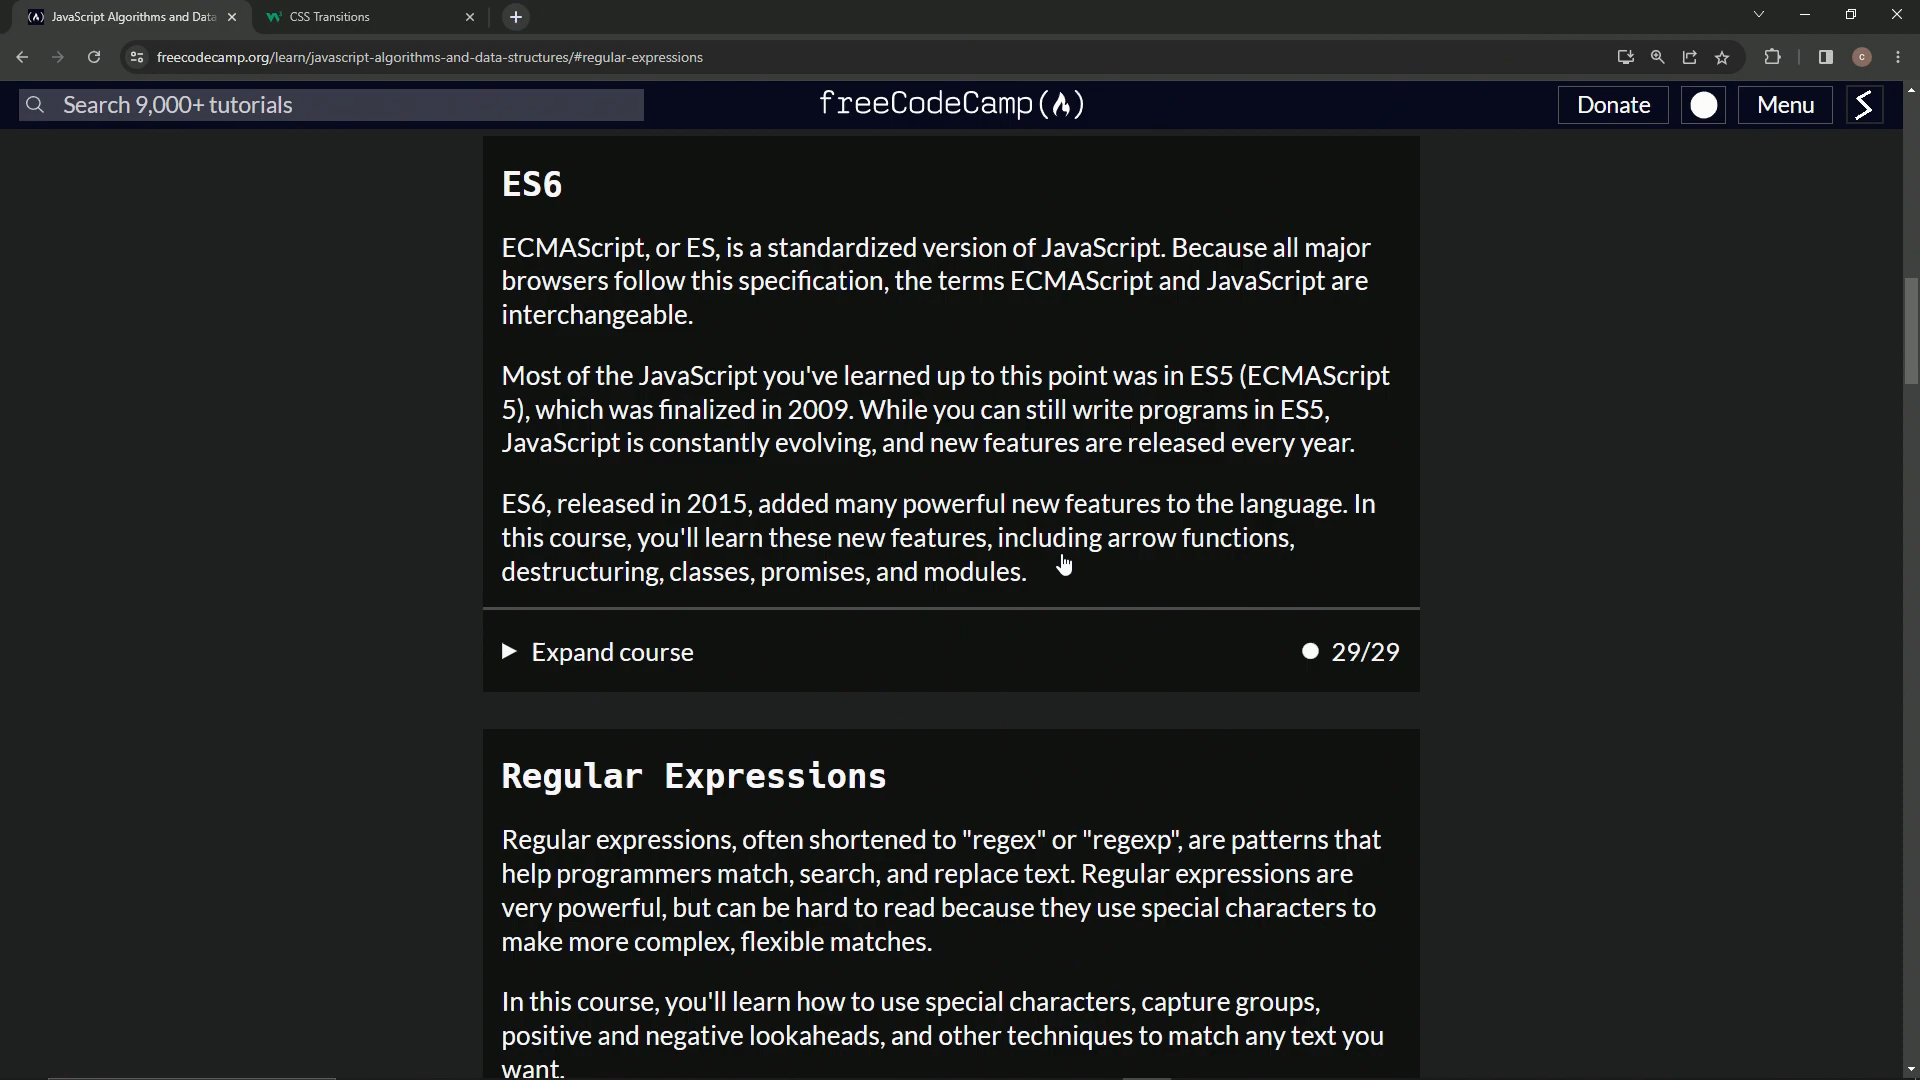 JavaScript Algorithms and Data
CSS Transitions
freecodecamp.org/learn/javascript-algorithms-and-data-structures/#regular-expressions
c
Search 9,000+ tutorials
freeCodeCamp(🔥)
Donate
Menu
ES6
ECMAScript, or ES, is a standardized version of JavaScript. Because all major
browsers follow this specification, the terms ECMAScript and JavaScript are
interchangeable.
Most of the JavaScript you've learned up to this point was in ES5 (ECMAScript
5), which was finalized in 2009. While you can still write programs in ES5,
JavaScript is constantly evolving, and new features are released every year.
ES6, released in 2015, added many powerful new features to the language. In
this course, you'll learn these new features, including arrow functions,
destructuring, classes, promises, and modules.
Expand course
29/29
Regular Expressions
Regular expressions, often shortened to "regex" or "regexp", are patterns that
help programmers match, search, and replace text. Regular expressions are
very powerful, but can be hard to read because they use special characters to
make more complex, flexible matches.
In this course, you'll learn how to use special characters, capture groups,
positive and negative lookaheads, and other techniques to match any text you
want.